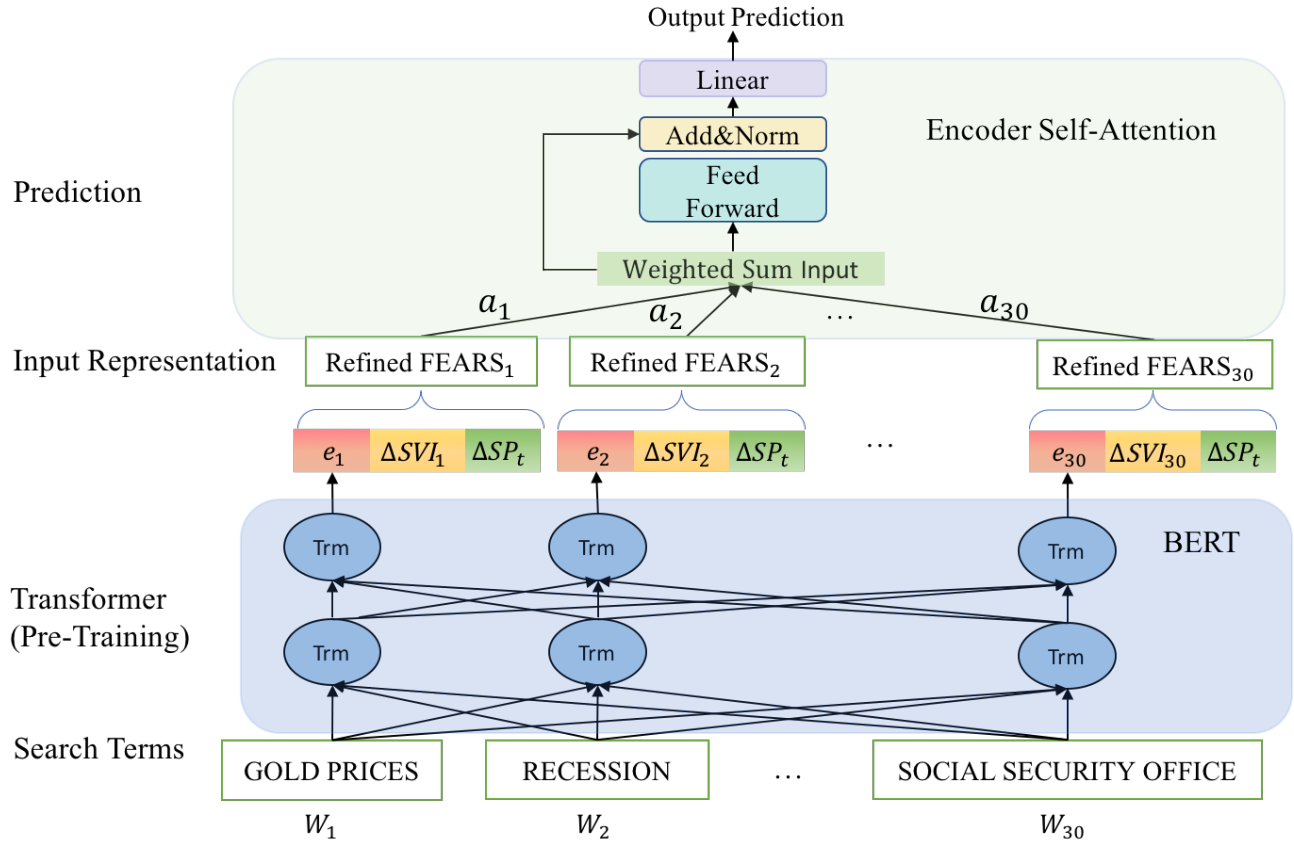 Output Prediction
Linear
Add&Norm
Encoder Self-Attention
Feed
Forward
Prediction
Weighted Sum Input
a₁ a₂ … a₃₀
Input Representation
Refined FEARS₁ Refined FEARS₂ Refined FEARS₃₀
e₁ ΔSVI₁ ΔSPₜ e₂ ΔSVI₂ ΔSPₜ … e₃₀ ΔSVI₃₀ ΔSPₜ
BERT
Trm Trm Trm
Transformer
(Pre-Training)
Trm Trm Trm
Search Terms
GOLD PRICES RECESSION … SOCIAL SECURITY OFFICE
W₁ W₂ W₃₀